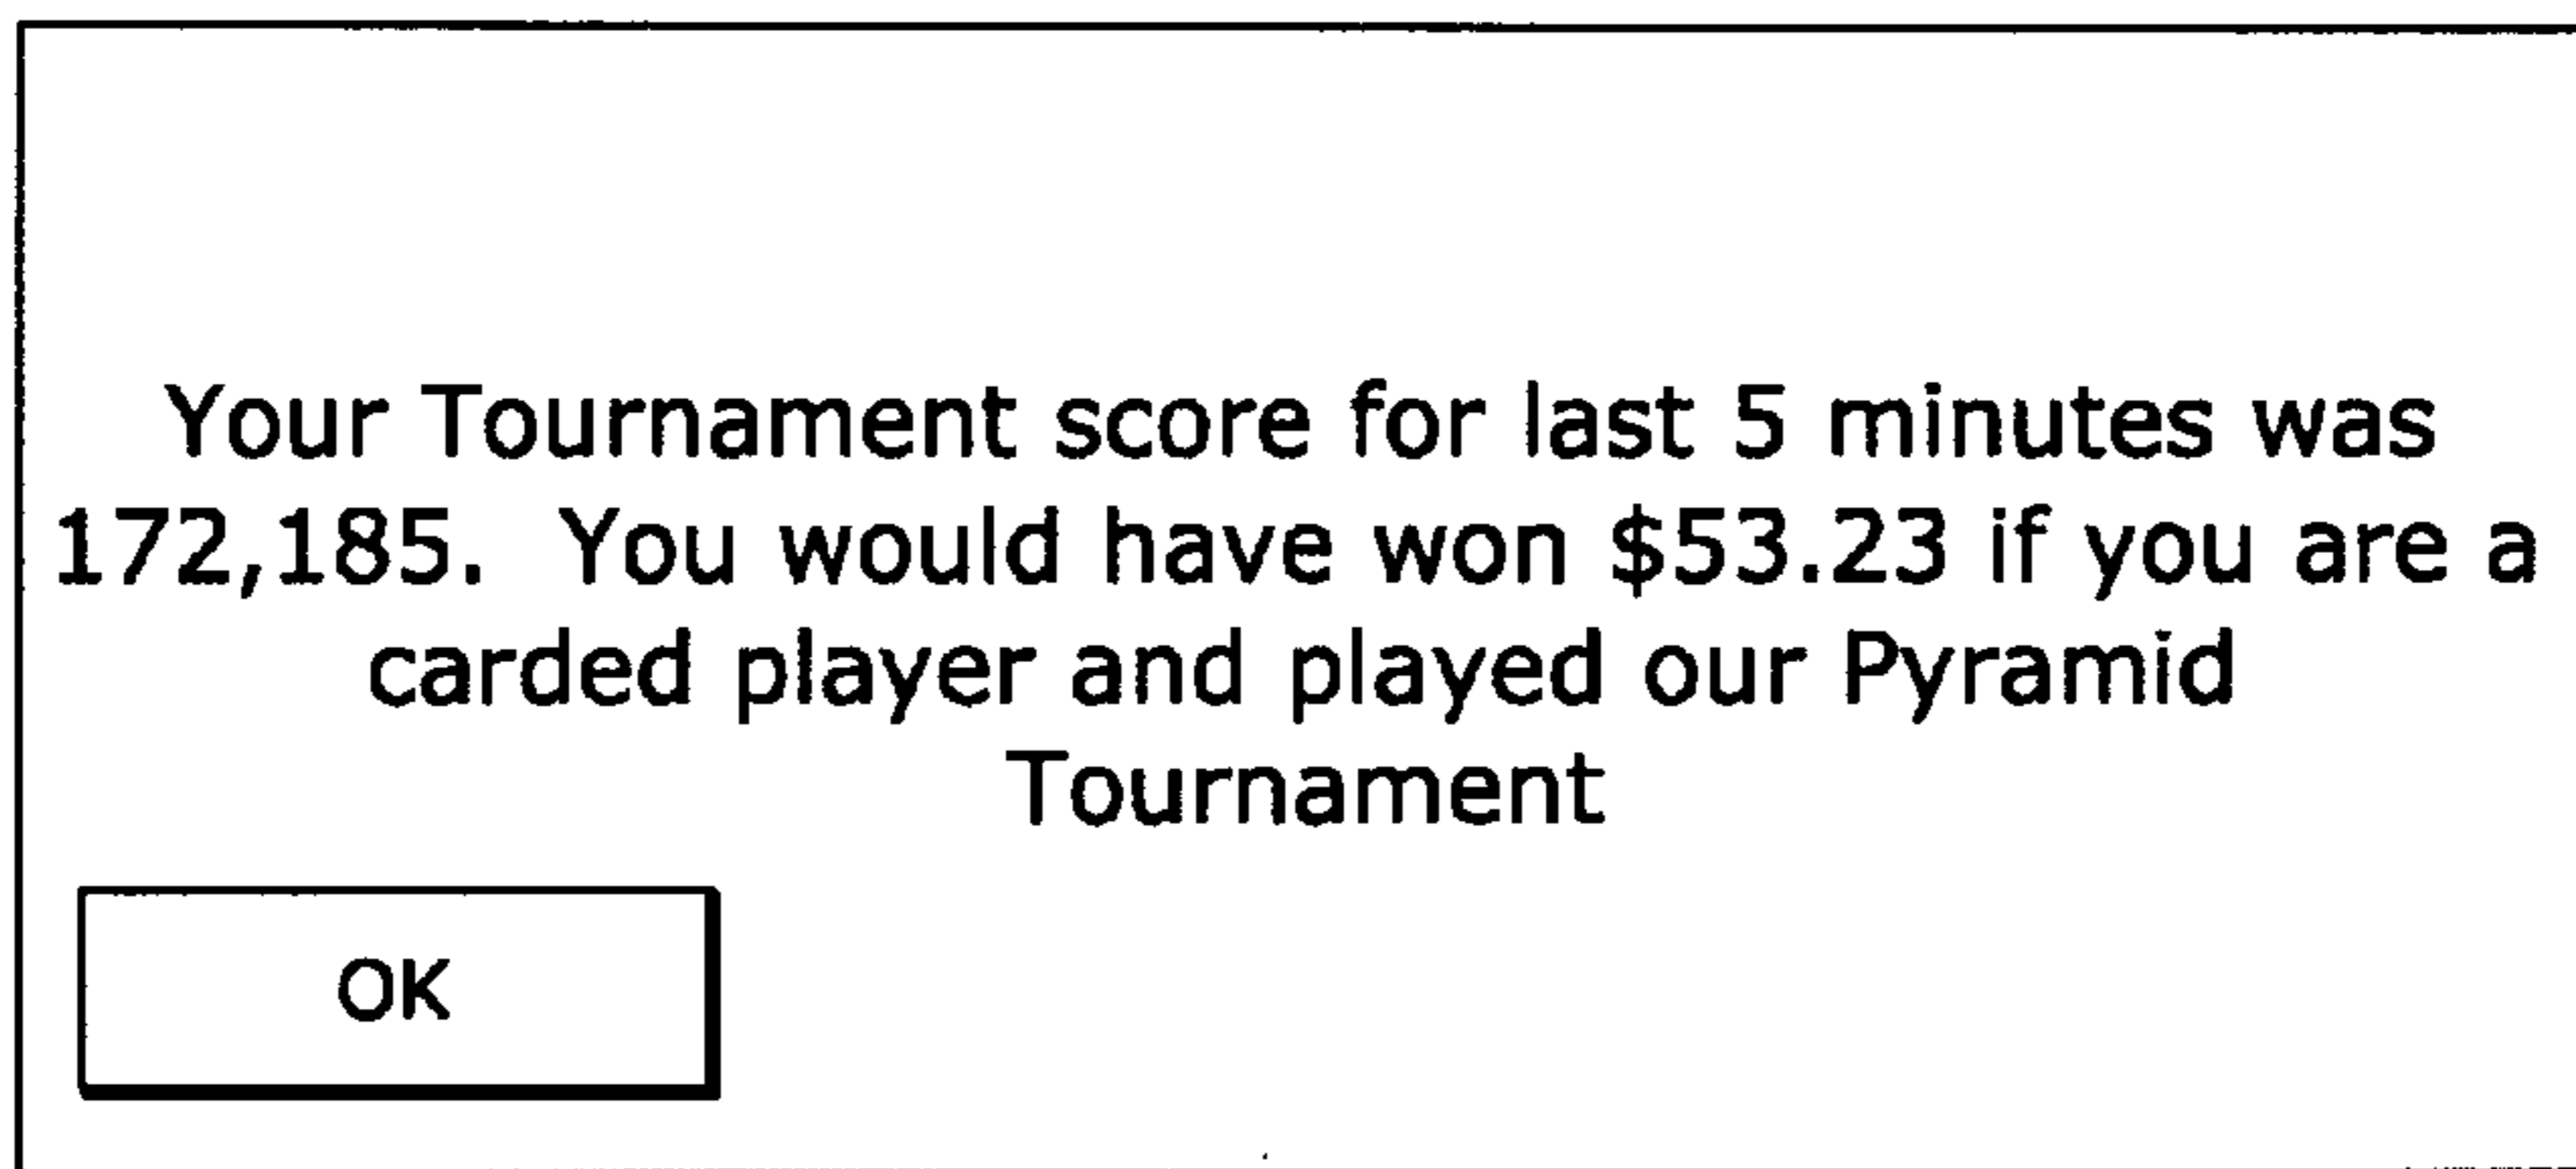 Your Tournament score for last 5 minutes was
172,185.  You would have won $53.23 if you are a
carded player and played our Pyramid
Tournament
OK